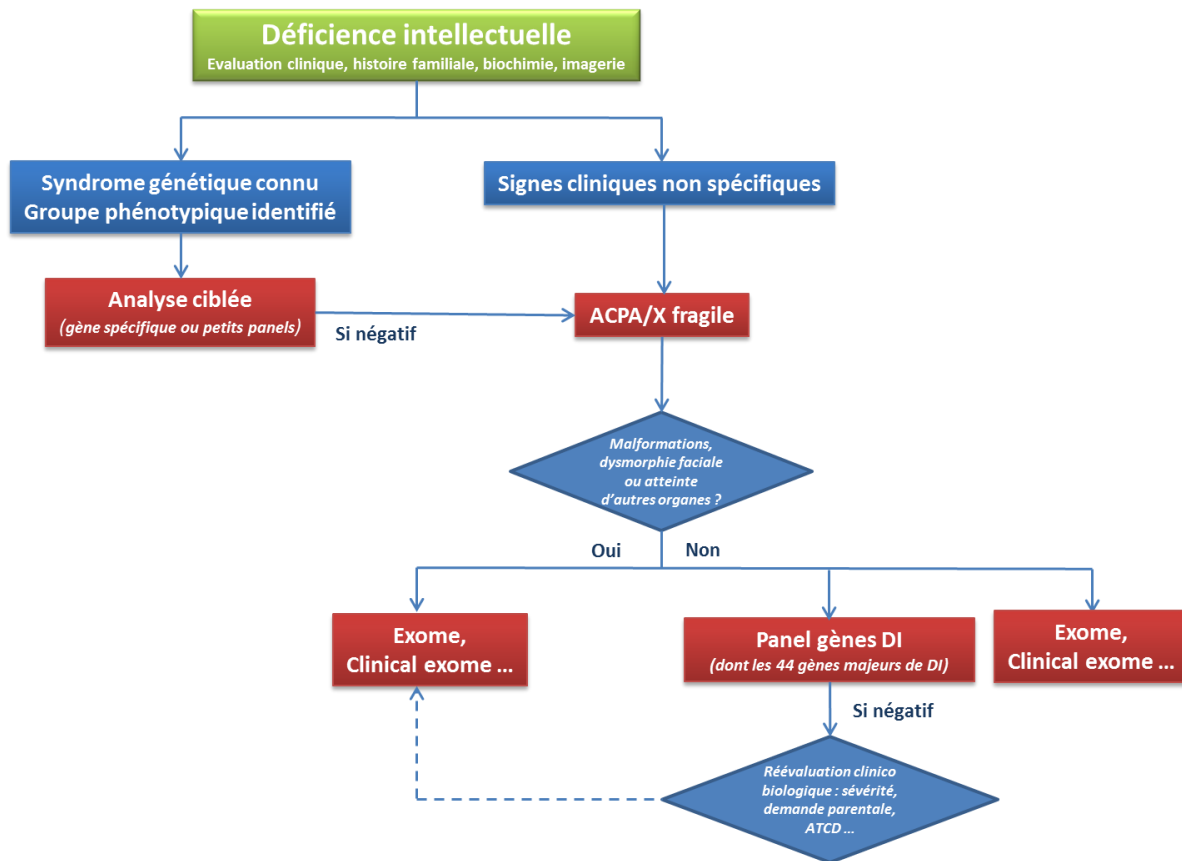 Déficience intellectuelle
Evaluation clinique, histoire familiale, biochimie, imagerie
Syndrome génétique connu
Groupe phénotypique identifié
Signes cliniques non spécifiques
Analyse ciblée
(gène spécifique ou petits panels)
Si négatif
ACPA/X fragile
Malformations,
dysmorphie faciale
ou atteinte
d'autres organes ?
Oui
Non
Exome,
Clinical exome ...
Panel gènes DI
(dont les 44 gènes majeurs de DI)
Exome,
Clinical exome ...
Si négatif
Réévaluation clinico
biologique : sévérité,
demande parentale,
ATCD ...